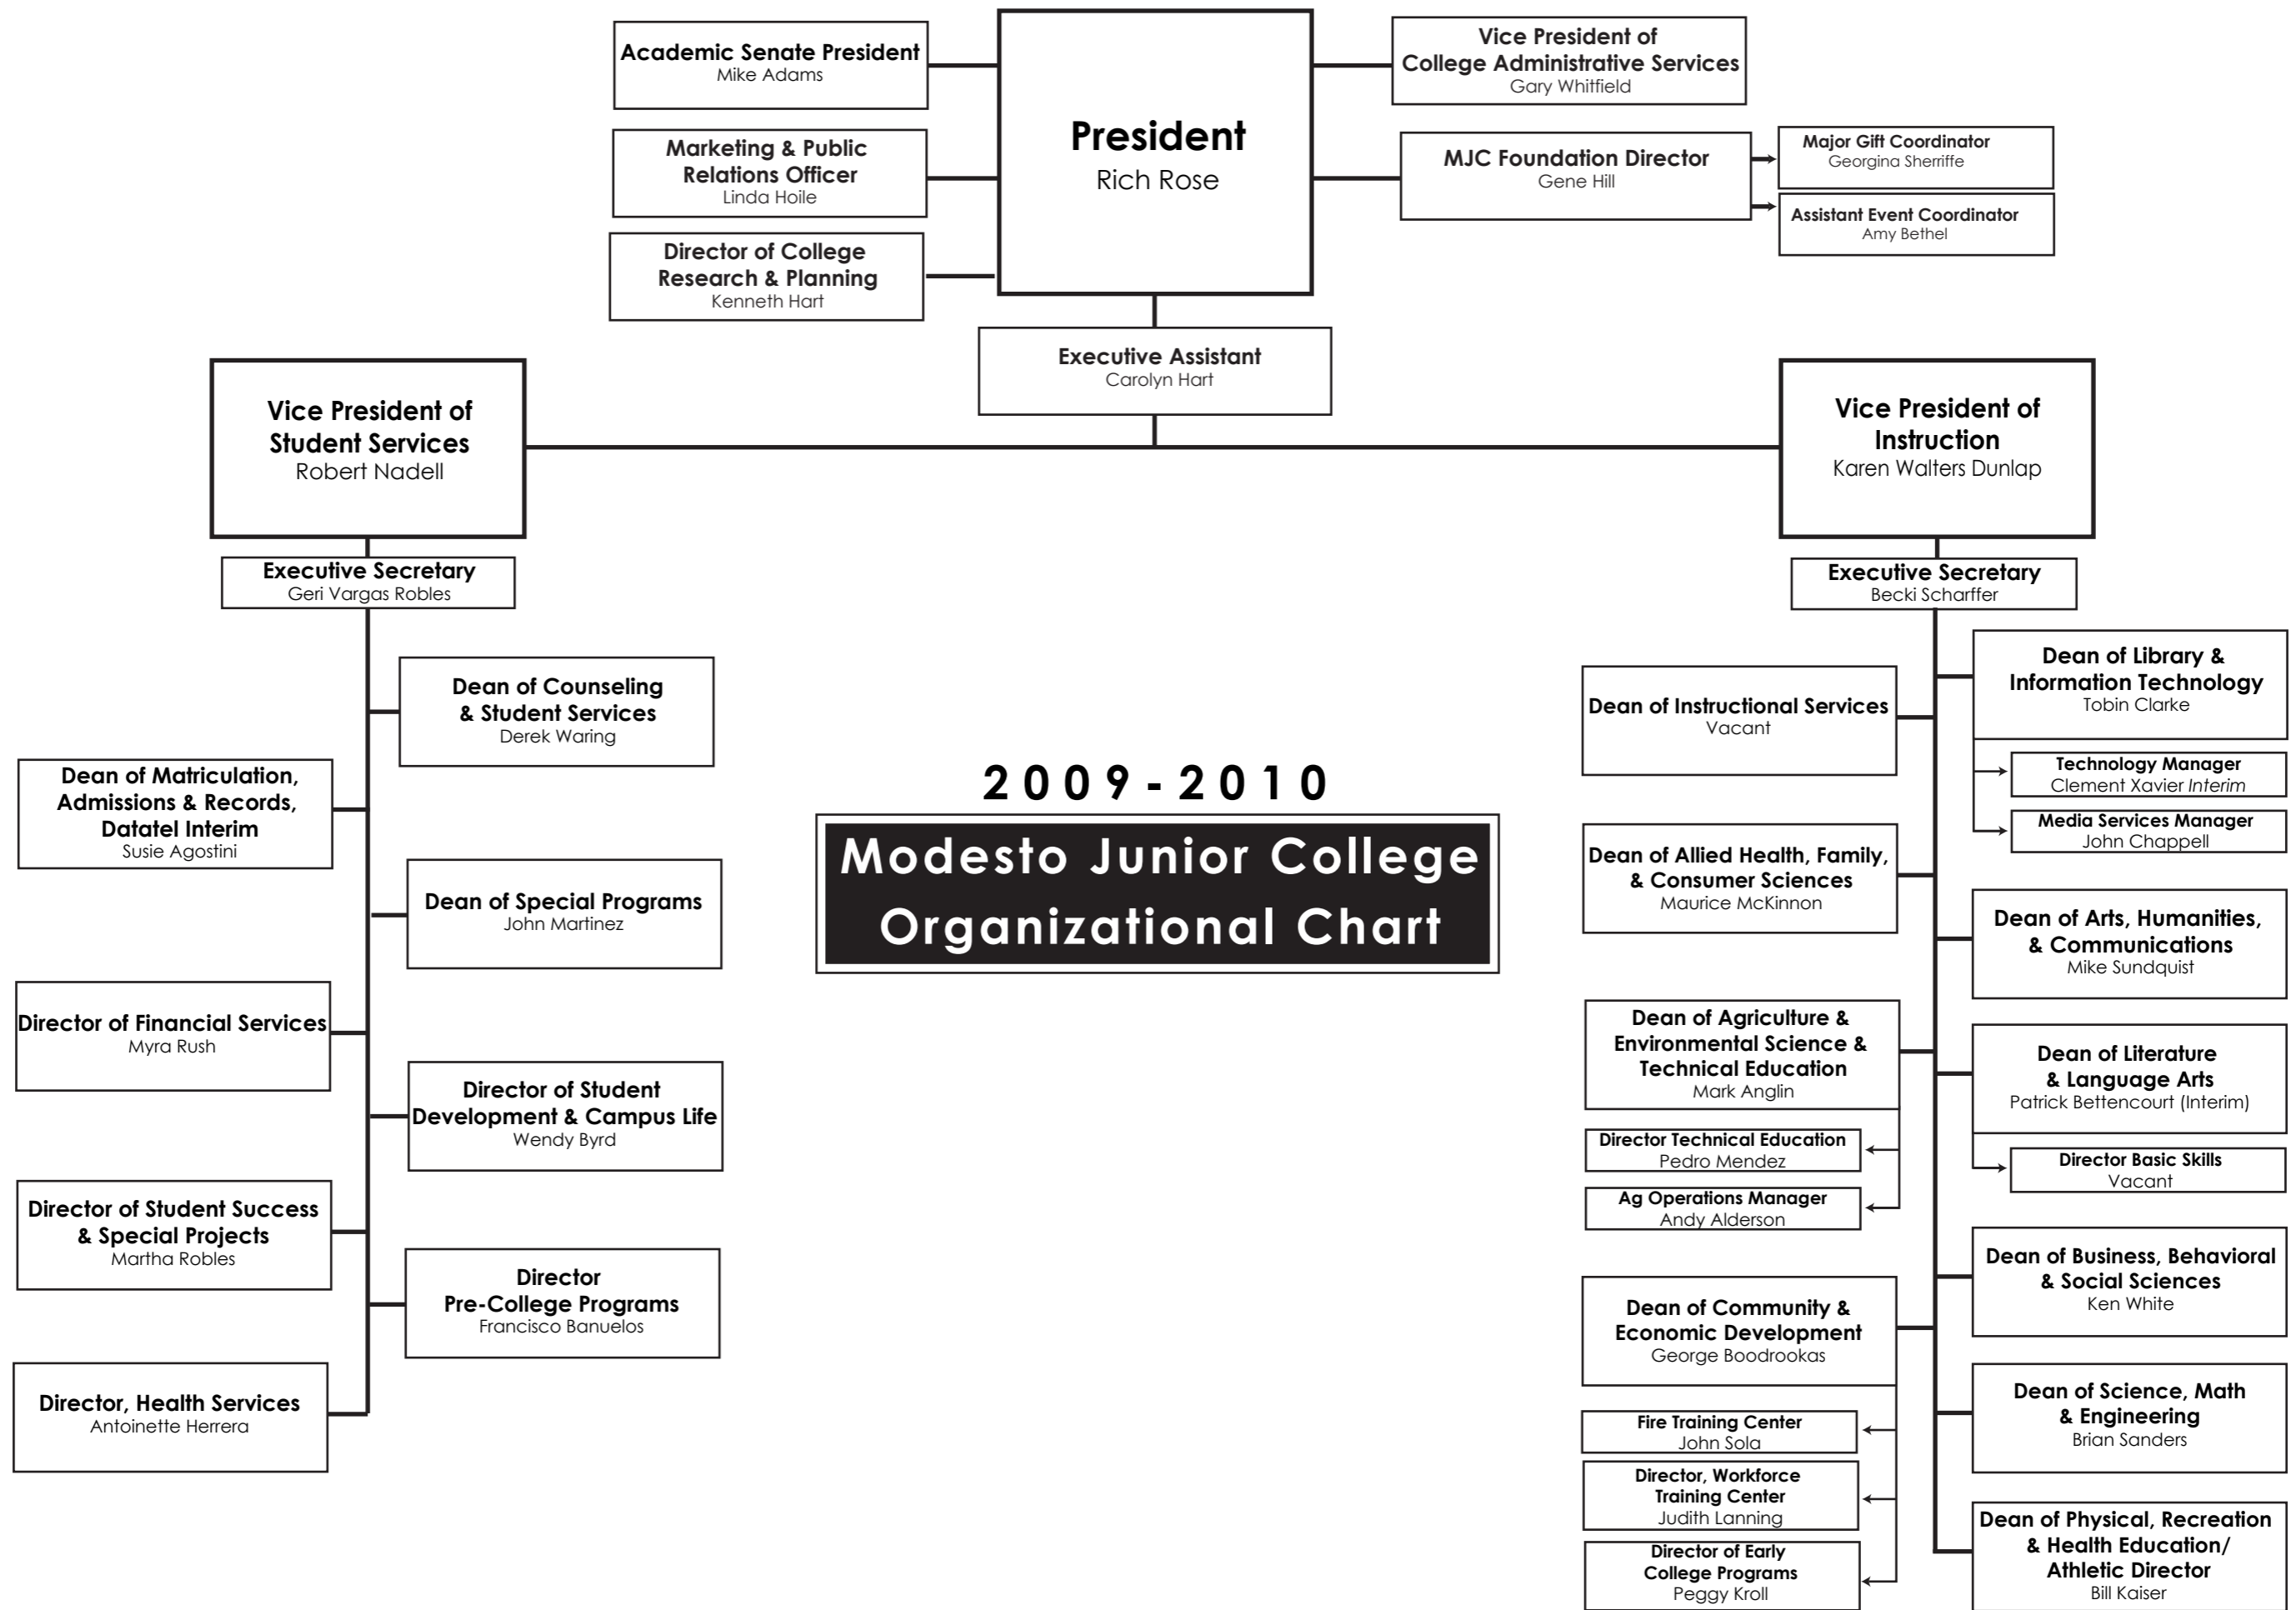 Academic Senate President
Mike Adams
Marketing & Public
Relations Officer
Linda Hoile
Director of College
Research & Planning
Kenneth Hart
President
Rich Rose
Vice President of
College Administrative Services
Gary Whitfield
MJC Foundation Director
Gene Hill
Major Gift Coordinator
Georgina Sherriffe
Assistant Event Coordinator
Amy Bethel
Executive Assistant
Carolyn Hart
Vice President of
Student Services
Robert Nadell
Vice President of
Instruction
Karen Walters Dunlap
Executive Secretary
Geri Vargas Robles
Dean of Counseling
& Student Services
Derek Waring
Dean of Matriculation,
Admissions & Records,
Datatel Interim
Susie Agostini
Dean of Special Programs
John Martinez
Director of Financial Services
Myra Rush
Director of Student
Development & Campus Life
Wendy Byrd
Director of Student Success
& Special Projects
Martha Robles
Director
Pre-College Programs
Francisco Banuelos
Director, Health Services
Antoinette Herrera
2009-2010
Modesto Junior College
Organizational Chart
Executive Secretary
Becki Scharffer
Dean of Instructional Services
Vacant
Dean of Allied Health, Family,
& Consumer Sciences
Maurice McKinnon
Dean of Agriculture &
Environmental Science &
Technical Education
Mark Anglin
Director Technical Education
Pedro Mendez
Ag Operations Manager
Andy Alderson
Dean of Community &
Economic Development
George Boodrookas
Fire Training Center
John Sola
Director, Workforce
Training Center
Judith Lanning
Director of Early
College Programs
Peggy Kroll
Dean of Library &
Information Technology
Tobin Clarke
Technology Manager
Clement Xavier Interim
Media Services Manager
John Chappell
Dean of Arts, Humanities,
& Communications
Mike Sundquist
Dean of Literature
& Language Arts
Patrick Bettencourt (Interim)
Director Basic Skills
Vacant
Dean of Business, Behavioral
& Social Sciences
Ken White
Dean of Science, Math
& Engineering
Brian Sanders
Dean of Physical, Recreation
& Health Education/
Athletic Director
Bill Kaiser